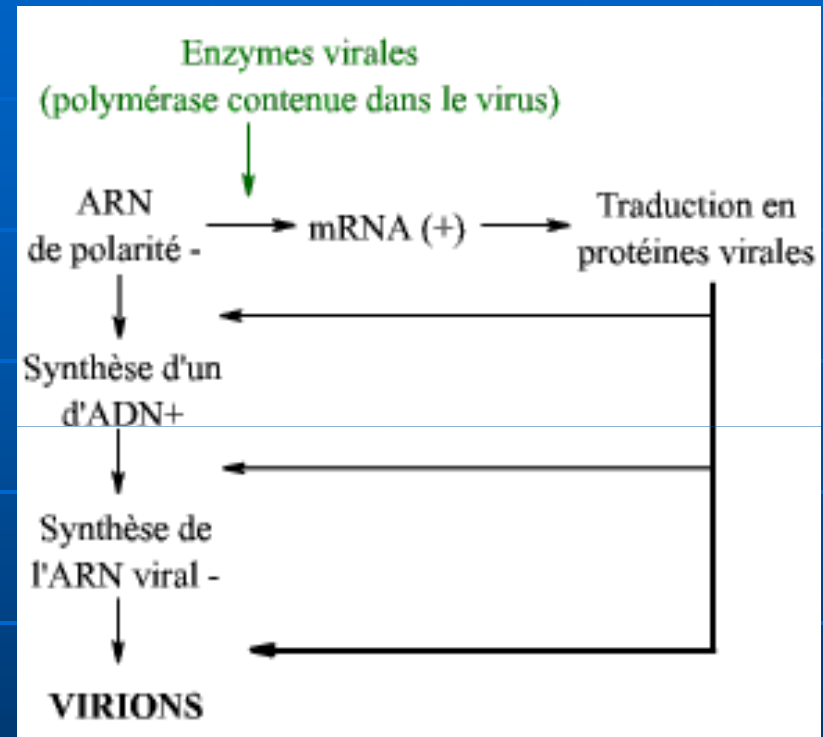 Enzymes virales
(polymérase contenue dans le virus)
ARN
de polarité -
mRNA (+)
Traduction en
protéines virales
Synthèse d'un
d'ADN+
Synthèse de
l'ARN viral -
VIRIONS